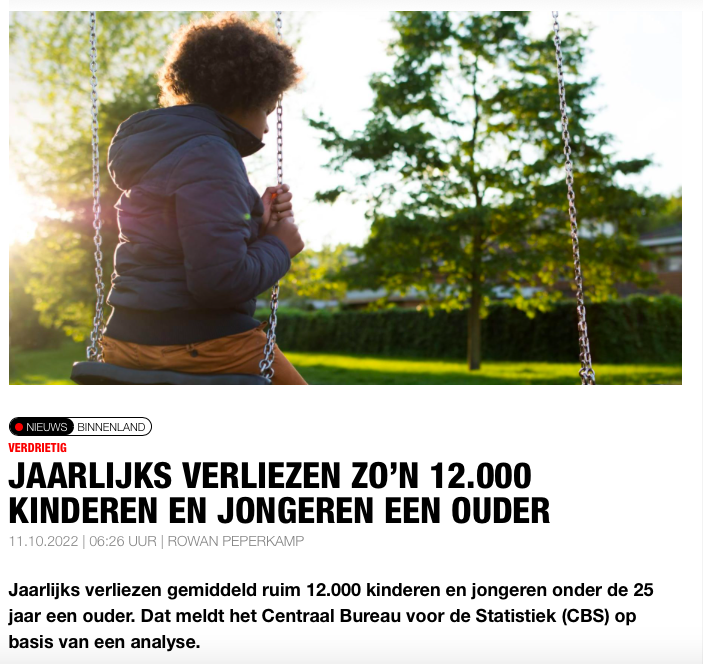 NIEUWS BINNENLAND
VERDRIETIG
JAARLIJKS VERLIEZEN ZO'N 12.000
KINDEREN EN JONGEREN EEN OUDER
11.10.2022 | 06:26 UUR | ROWAN PEPERKAMP
Jaarlijks verliezen gemiddeld ruim 12.000 kinderen en jongeren onder de 25
jaar een ouder. Dat meldt het Centraal Bureau voor de Statistiek (CBS) op
basis van een analyse.